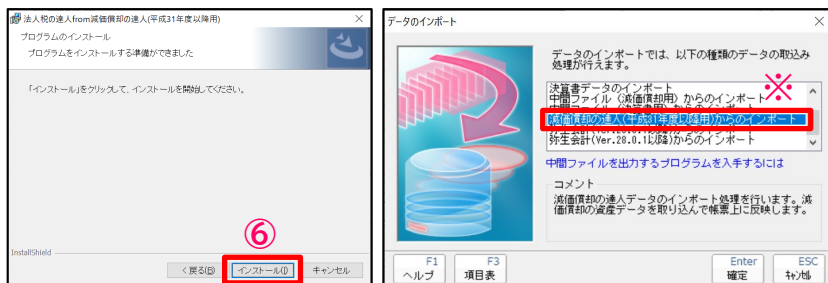 法人税の達人from減価償却の達人(平成31年度以降用)
プログラムのインストール
プログラムをインストールする準備ができました
「インストール」をクリックして、インストールを開始してください。
⑥
InstallShield
< 戻る(B)
インストール(I)
キャンセル
データのインポート
データのインポートでは、以下の種類のデータの取込み
処理が行えます。
※
決算書データのインポート
中間ファイル（減価償却用）からのインポート
減価償却の達人(平成31年度以降用)からのインポート
弥生会計(Ver.28.0.1以降)からのインポート
中間ファイルを出力するプログラムを入手するには
コメント
減価償却の達人データのインポート処理を行います。減
価償却の資産データを取り込んで帳票上に反映します。
F1
ヘルプ
F3
項目表
Enter
確定
ESC
キャンセル